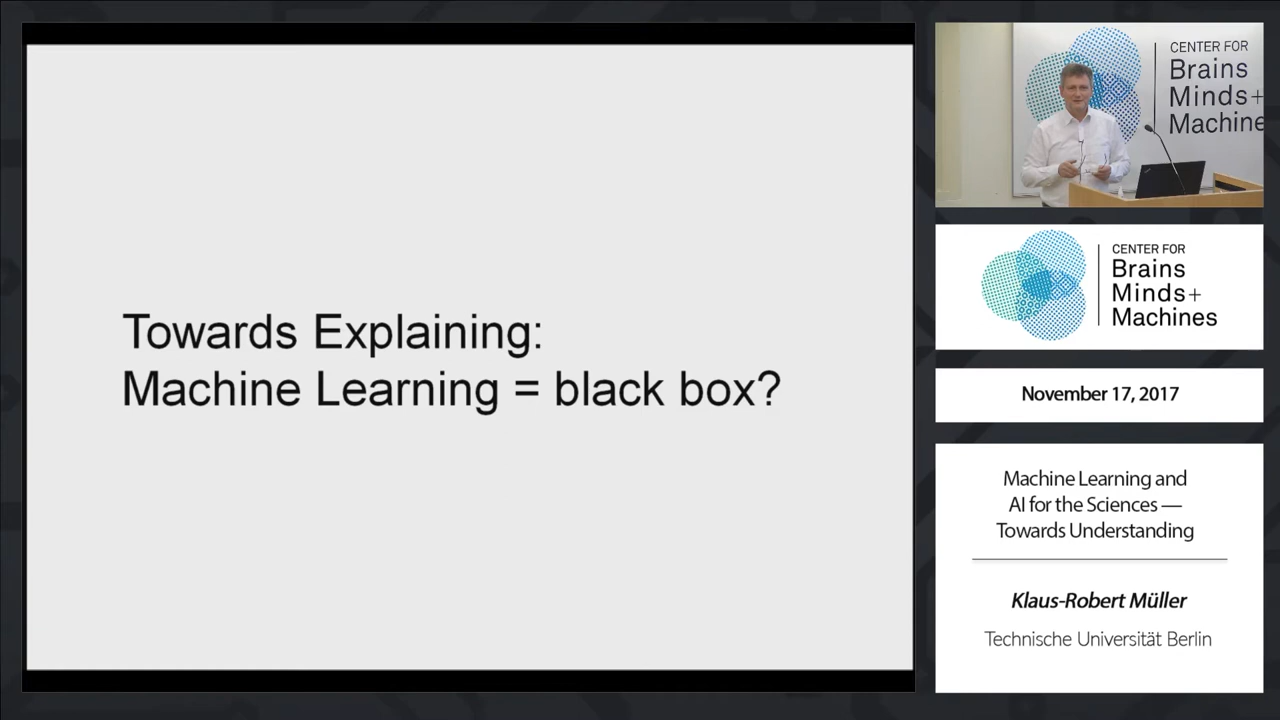 Towards Explaining:
Machine Learning = black box?
CENTER FOR
Brains
Minds+
Machine
CENTER FOR
Brains
Minds+
Machines
November 17, 2017
Machine Learning and
AI for the Sciences —
Towards Understanding
Klaus-Robert Müller
Technische Universität Berlin